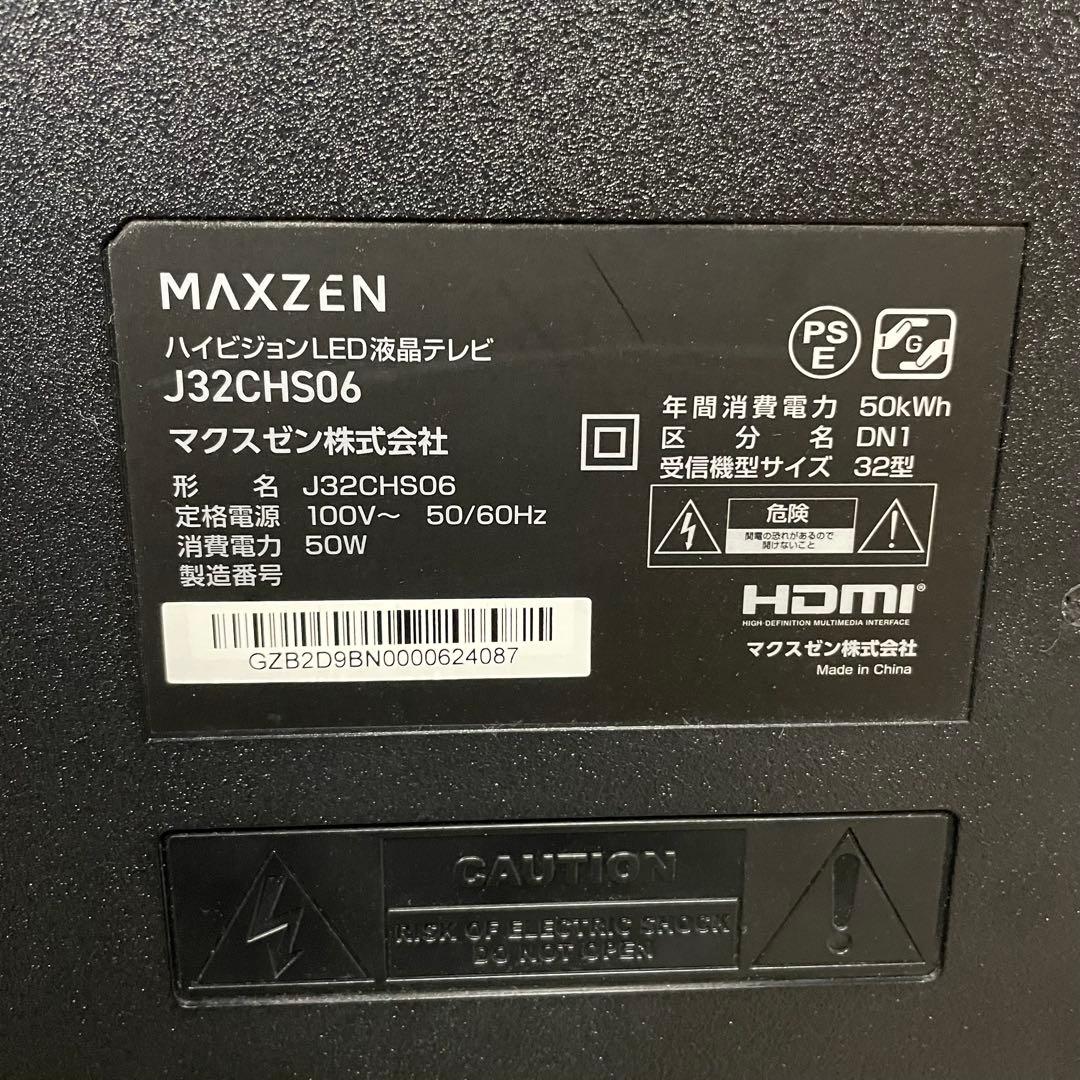 MAXZEN
ハイビジョンLED液晶テレビ
J32CHS06
マクスゼン株式会社
形 名 J32CHS06
定格電源 100V～ 50/60Hz
消費電力 50W
製造番号
GZB2D9BN0000624087
PS
E
G
年間消費電力 50kWh
区 分 名 DN1
受信機型サイズ 32型
危険
感電の恐れがあるので
開けないこと
HDMI®
HIGH-DEFINITION MULTIMEDIA INTERFACE
マクスゼン株式会社
Made in China
CAUTION
RISK OF ELECTRIC SHOCK
DO NOT OPEN